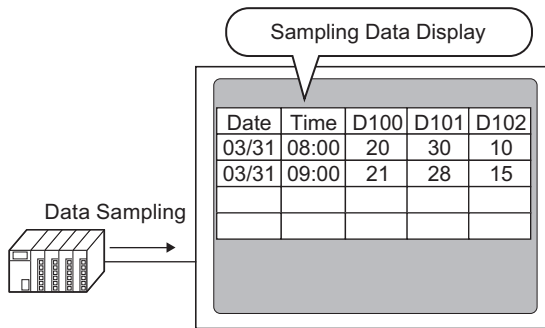 Sampling Data Display
Date Time D100 D101 D102
03/31 08:00 20 30 10
03/31 09:00 21 28 15
Data Sampling